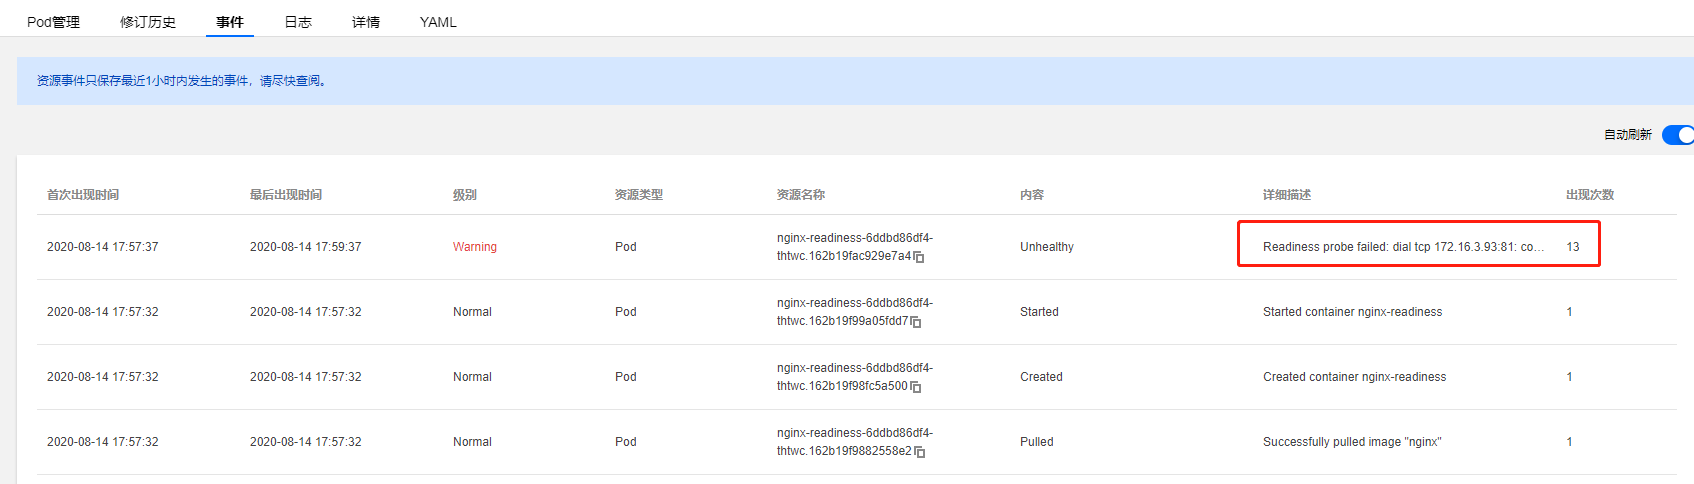 Pod管理 修订历史 事件 日志 详情 YAML
资源事件只保存最近1小时内发生的事件，请尽快查阅。
自动刷新
首次出现时间 最后出现时间 级别 资源类型 资源名称 内容 详细描述 出现次数
2020-08-14 17:57:37 2020-08-14 17:59:37 Warning Pod nginx-readiness-6ddbd86df4- Unhealthy Readiness probe failed: dial tcp 172.16.3.93:81: co... 13
thtwc.162b19fac929e7a4
2020-08-14 17:57:32 2020-08-14 17:57:32 Normal Pod nginx-readiness-6ddbd86df4- Started Started container nginx-readiness 1
thtwc.162b19f99a05fdd7
2020-08-14 17:57:32 2020-08-14 17:57:32 Normal Pod nginx-readiness-6ddbd86df4- Created Created container nginx-readiness 1
thtwc.162b19f98fc5a500
2020-08-14 17:57:32 2020-08-14 17:57:32 Normal Pod nginx-readiness-6ddbd86df4- Pulled Successfully pulled image "nginx" 1
thtwc.162b19f9882558e2